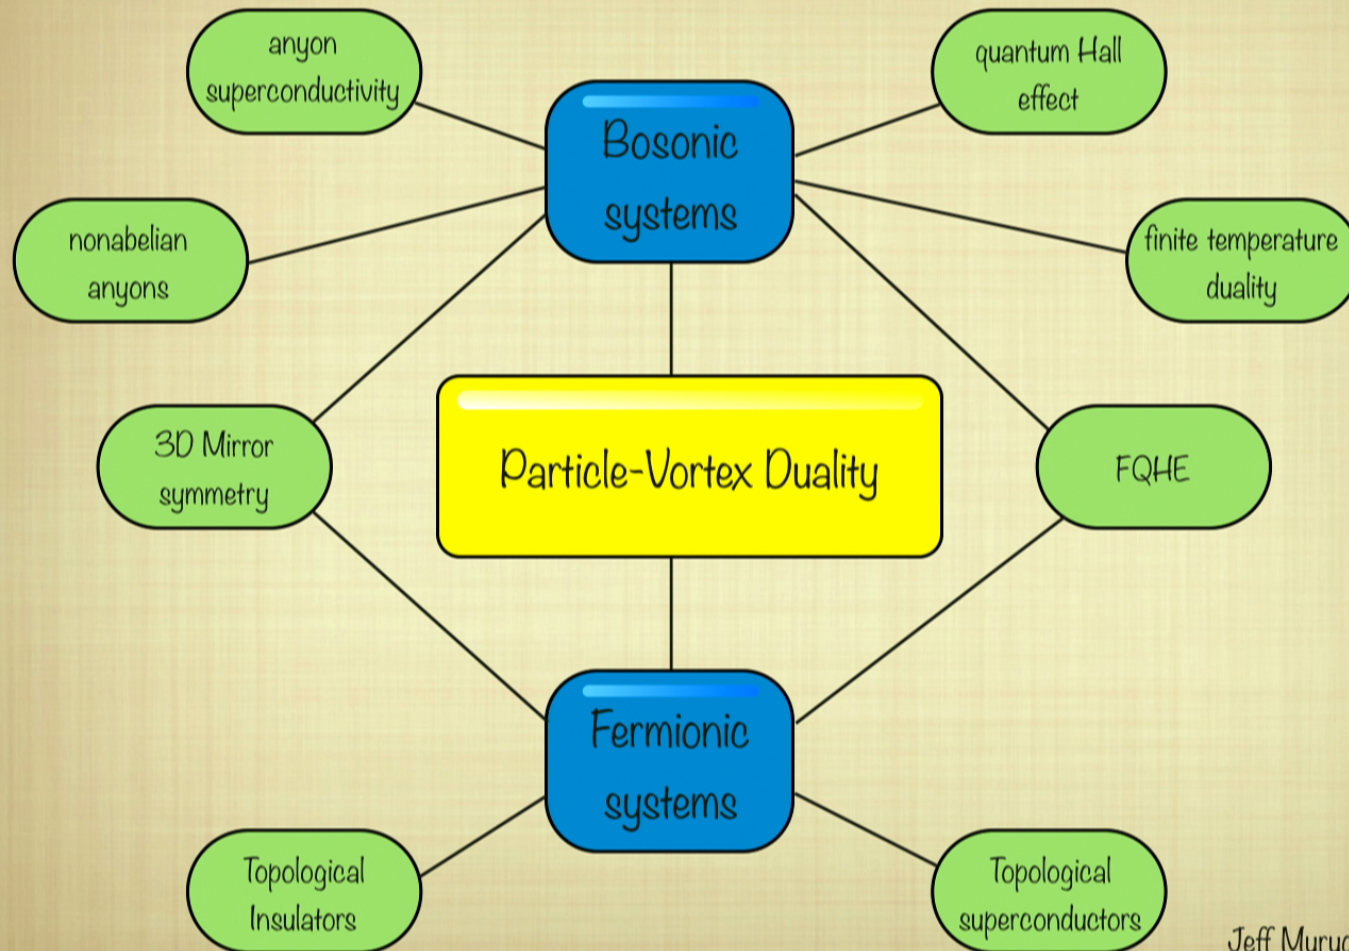 anyon
superconductivity
quantum Hall
effect
Bosonic
systems
nonabelian
anyons
finite temperature
duality
3D Mirror
symmetry
Particle-Vortex Duality
FQHE
Fermionic
systems
Topological
Insulators
Topological
superconductors
Jeff